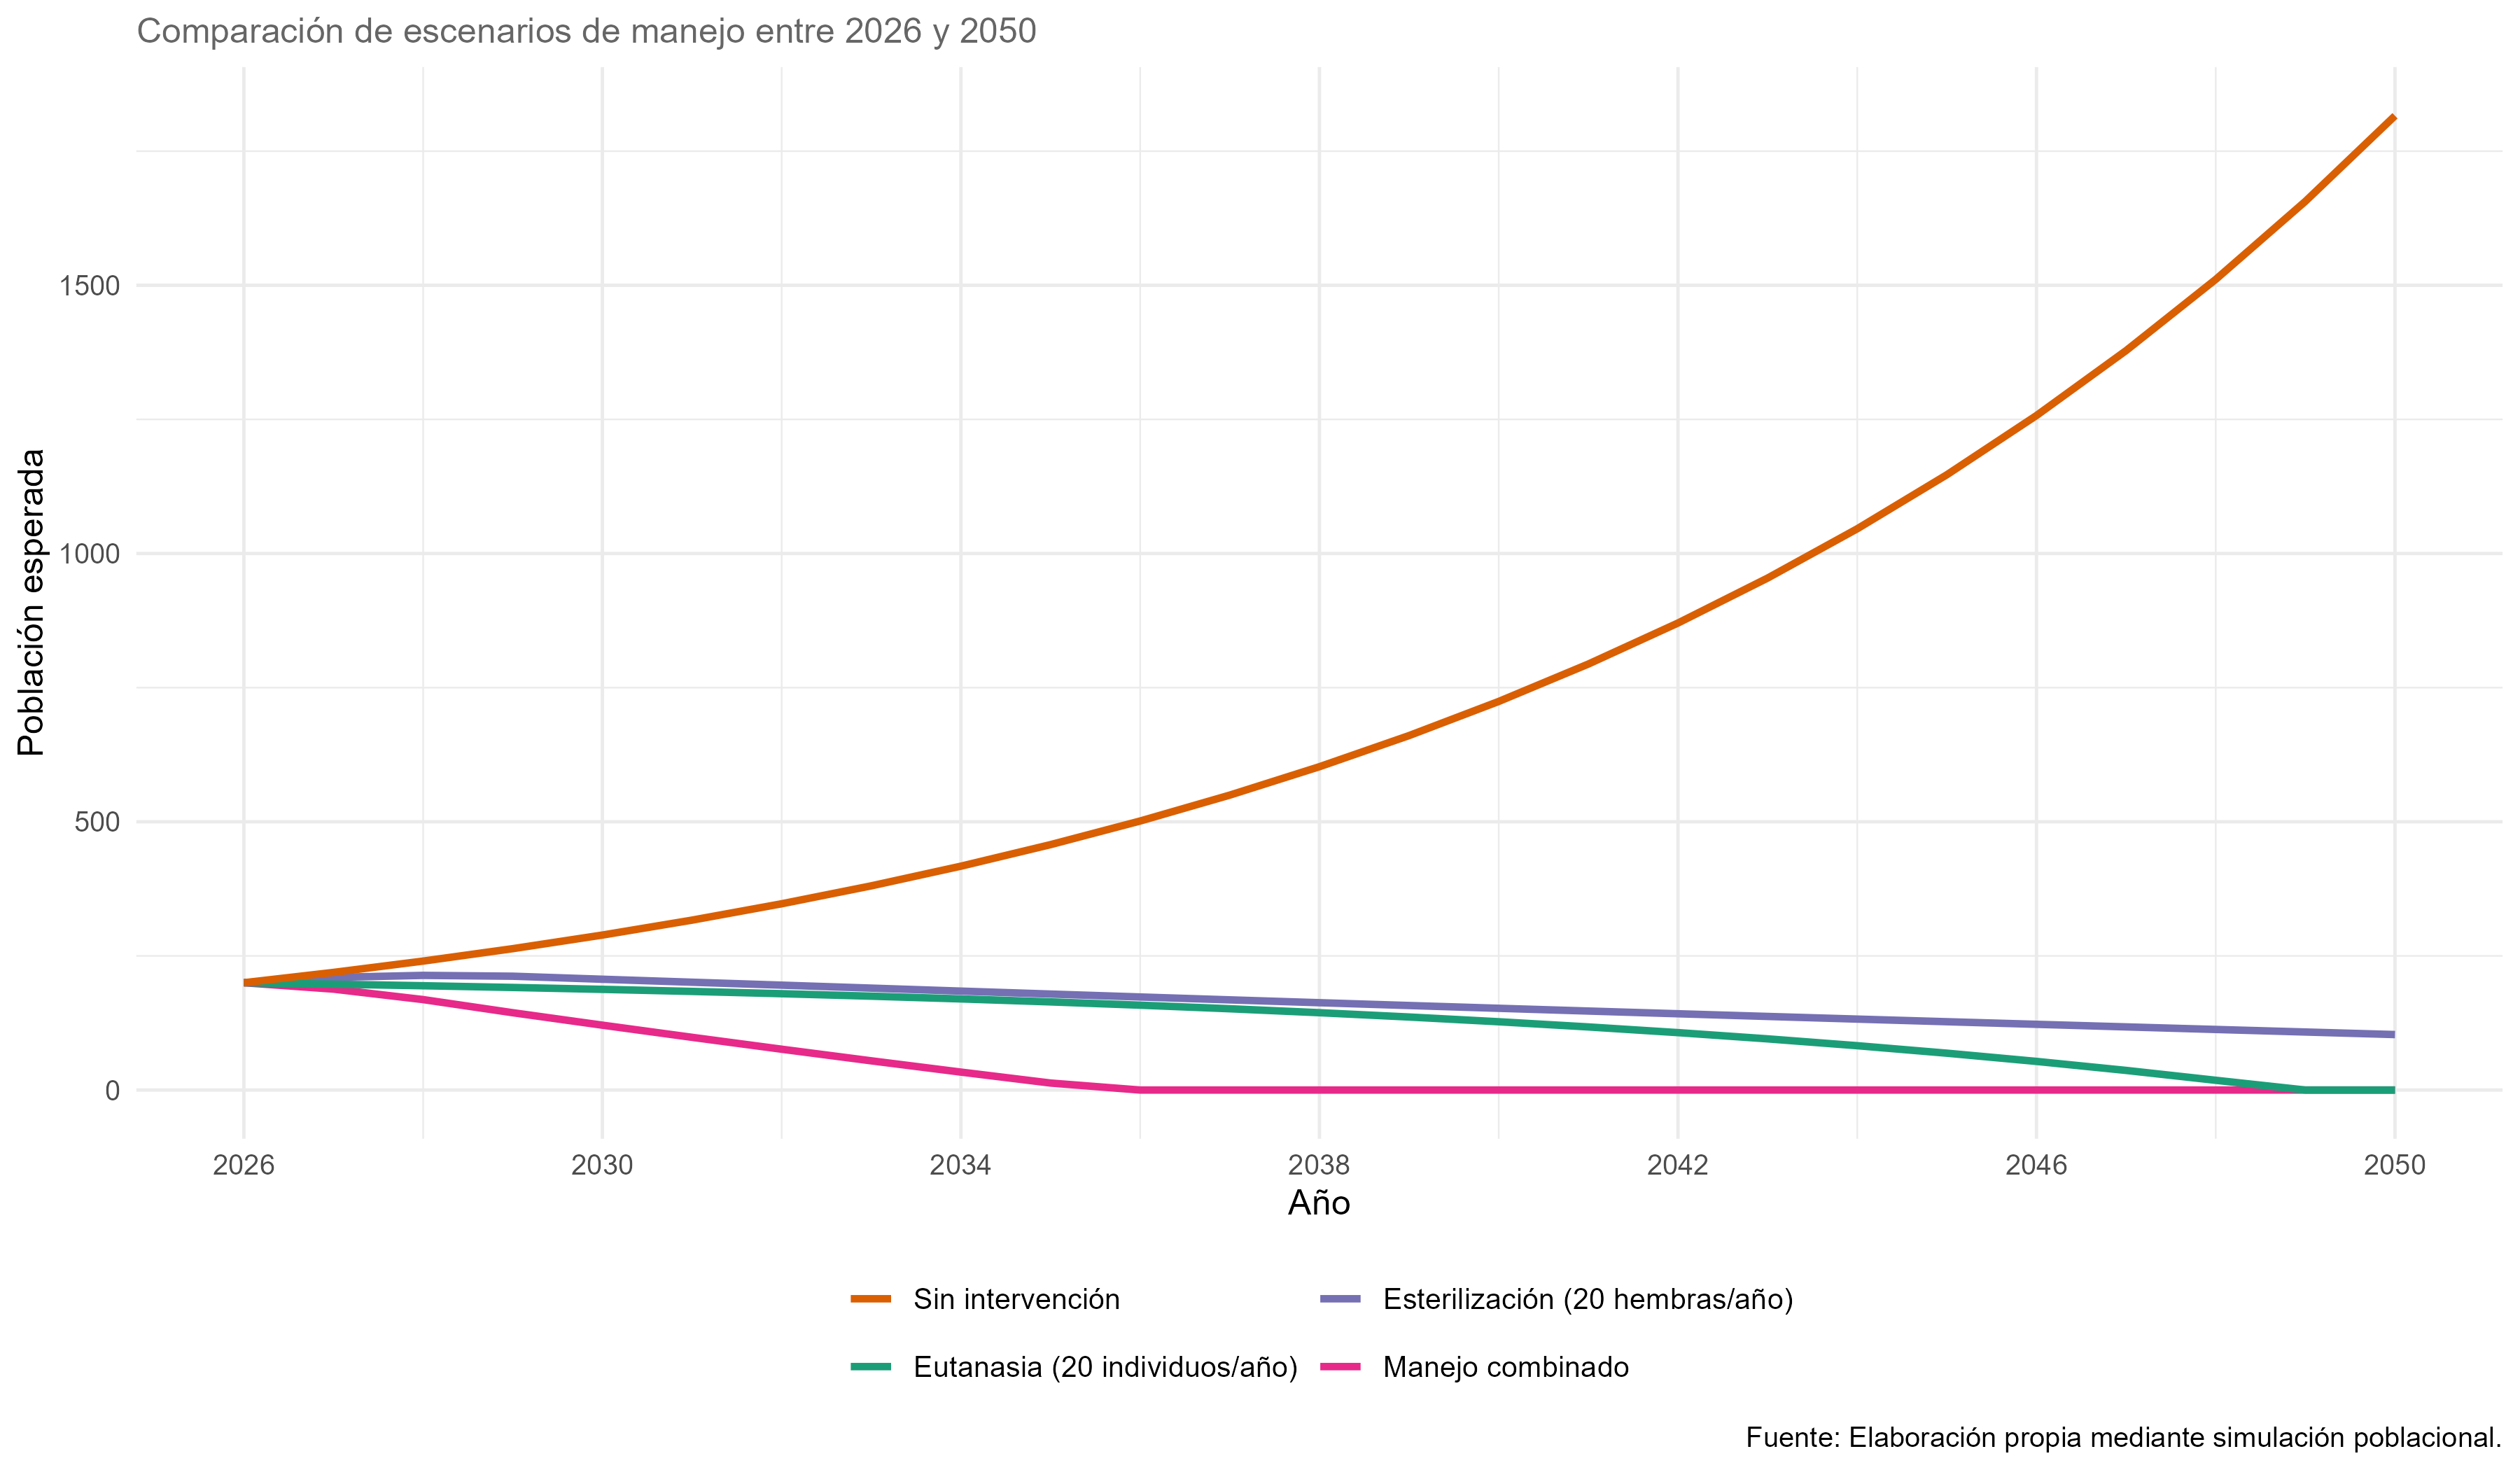 Comparación de escenarios de manejo entre 2026 y 2050
Población esperada
1500
1000
500
0
2026 2030 2034 2038 2042 2046 2050
Año
Sin intervención
Esterilización (20 hembras/año)
Eutanasia (20 individuos/año)
Manejo combinado
Fuente: Elaboración propia mediante simulación poblacional.